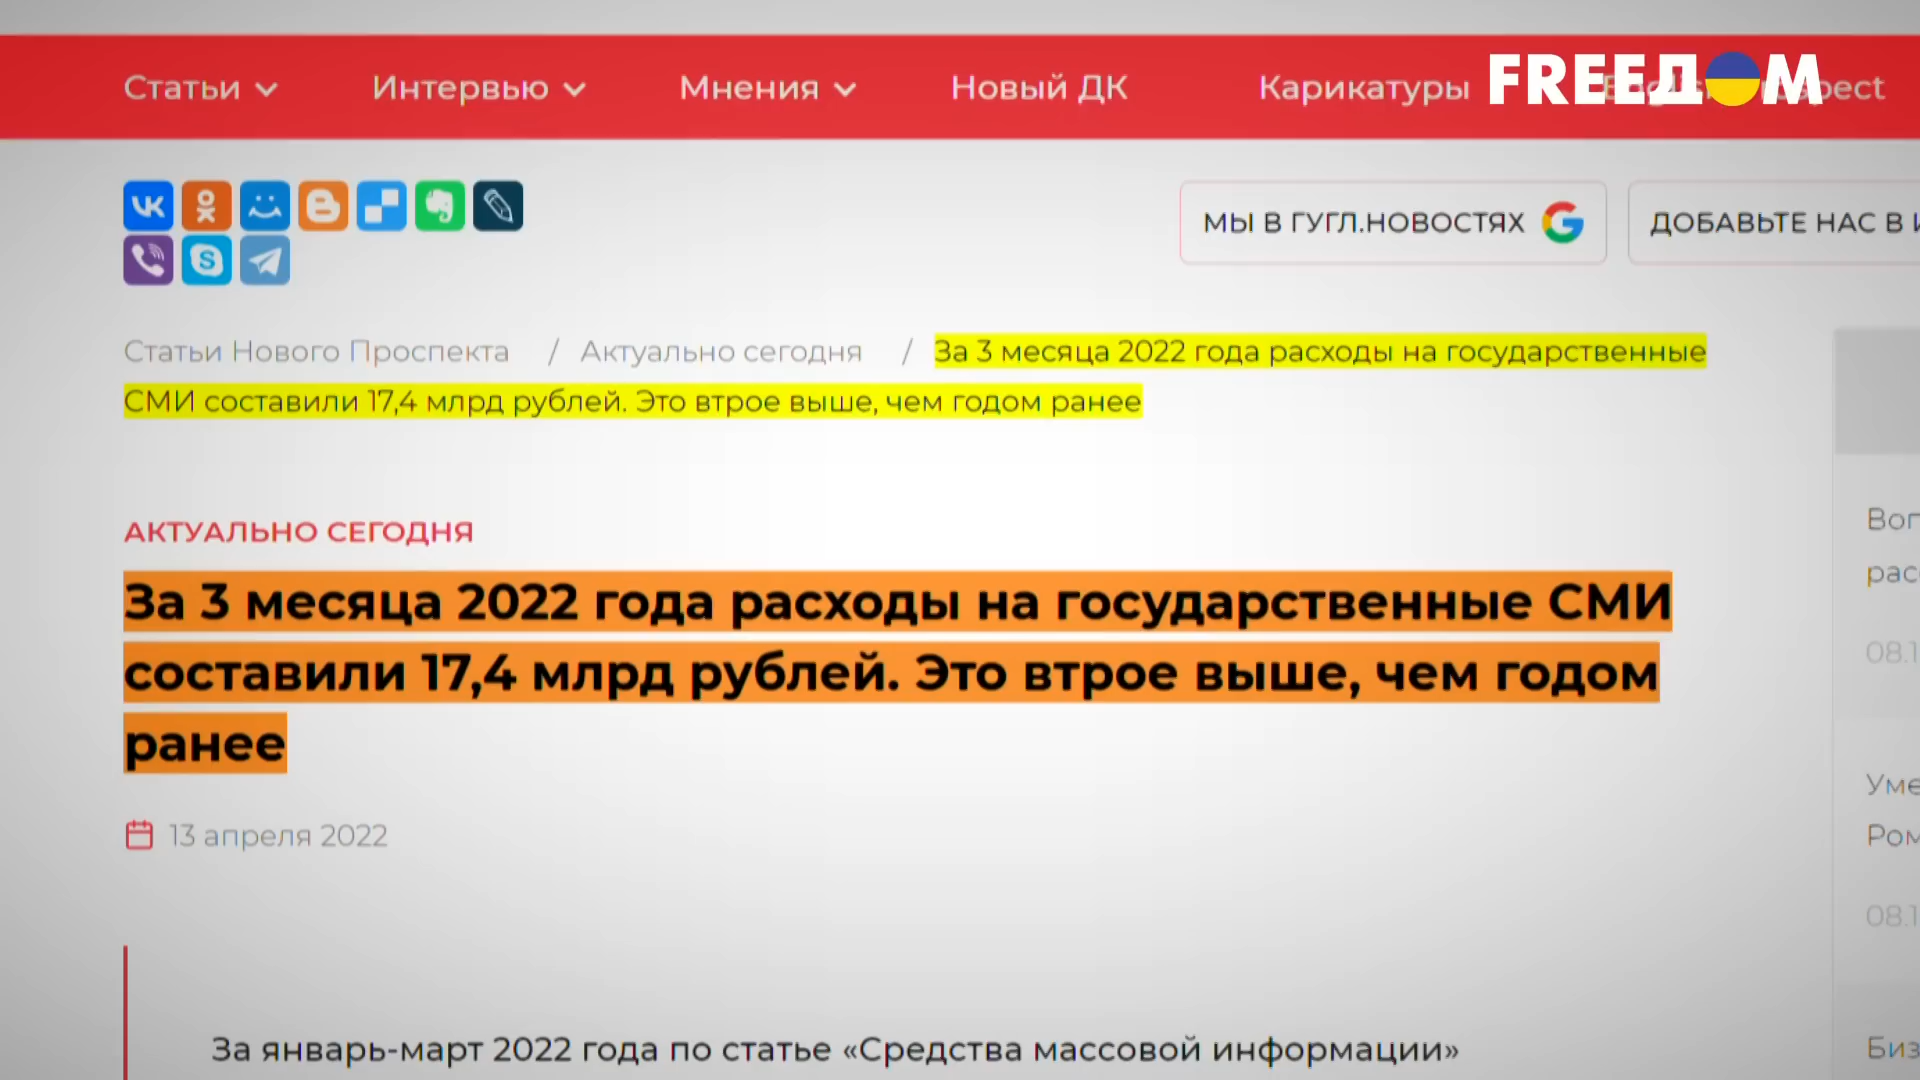 Статьи Интервью Мнения Новый ДК Карикатуры
FREEДOM
МЫ В ГУГЛ.НОВОСТЯХ ДОБАВЬТЕ НАС В
Статьи Нового Проспекта / Актуально сегодня / За 3 месяца 2022 года расходы на государственные
СМИ составили 17,4 млрд рублей. Это втрое выше, чем годом ранее
АКТУАЛЬНО СЕГОДНЯ
За 3 месяца 2022 года расходы на государственные СМИ
составили 17,4 млрд рублей. Это втрое выше, чем годом
ранее
13 апреля 2022
За январь-март 2022 года по статье «Средства массовой информации»